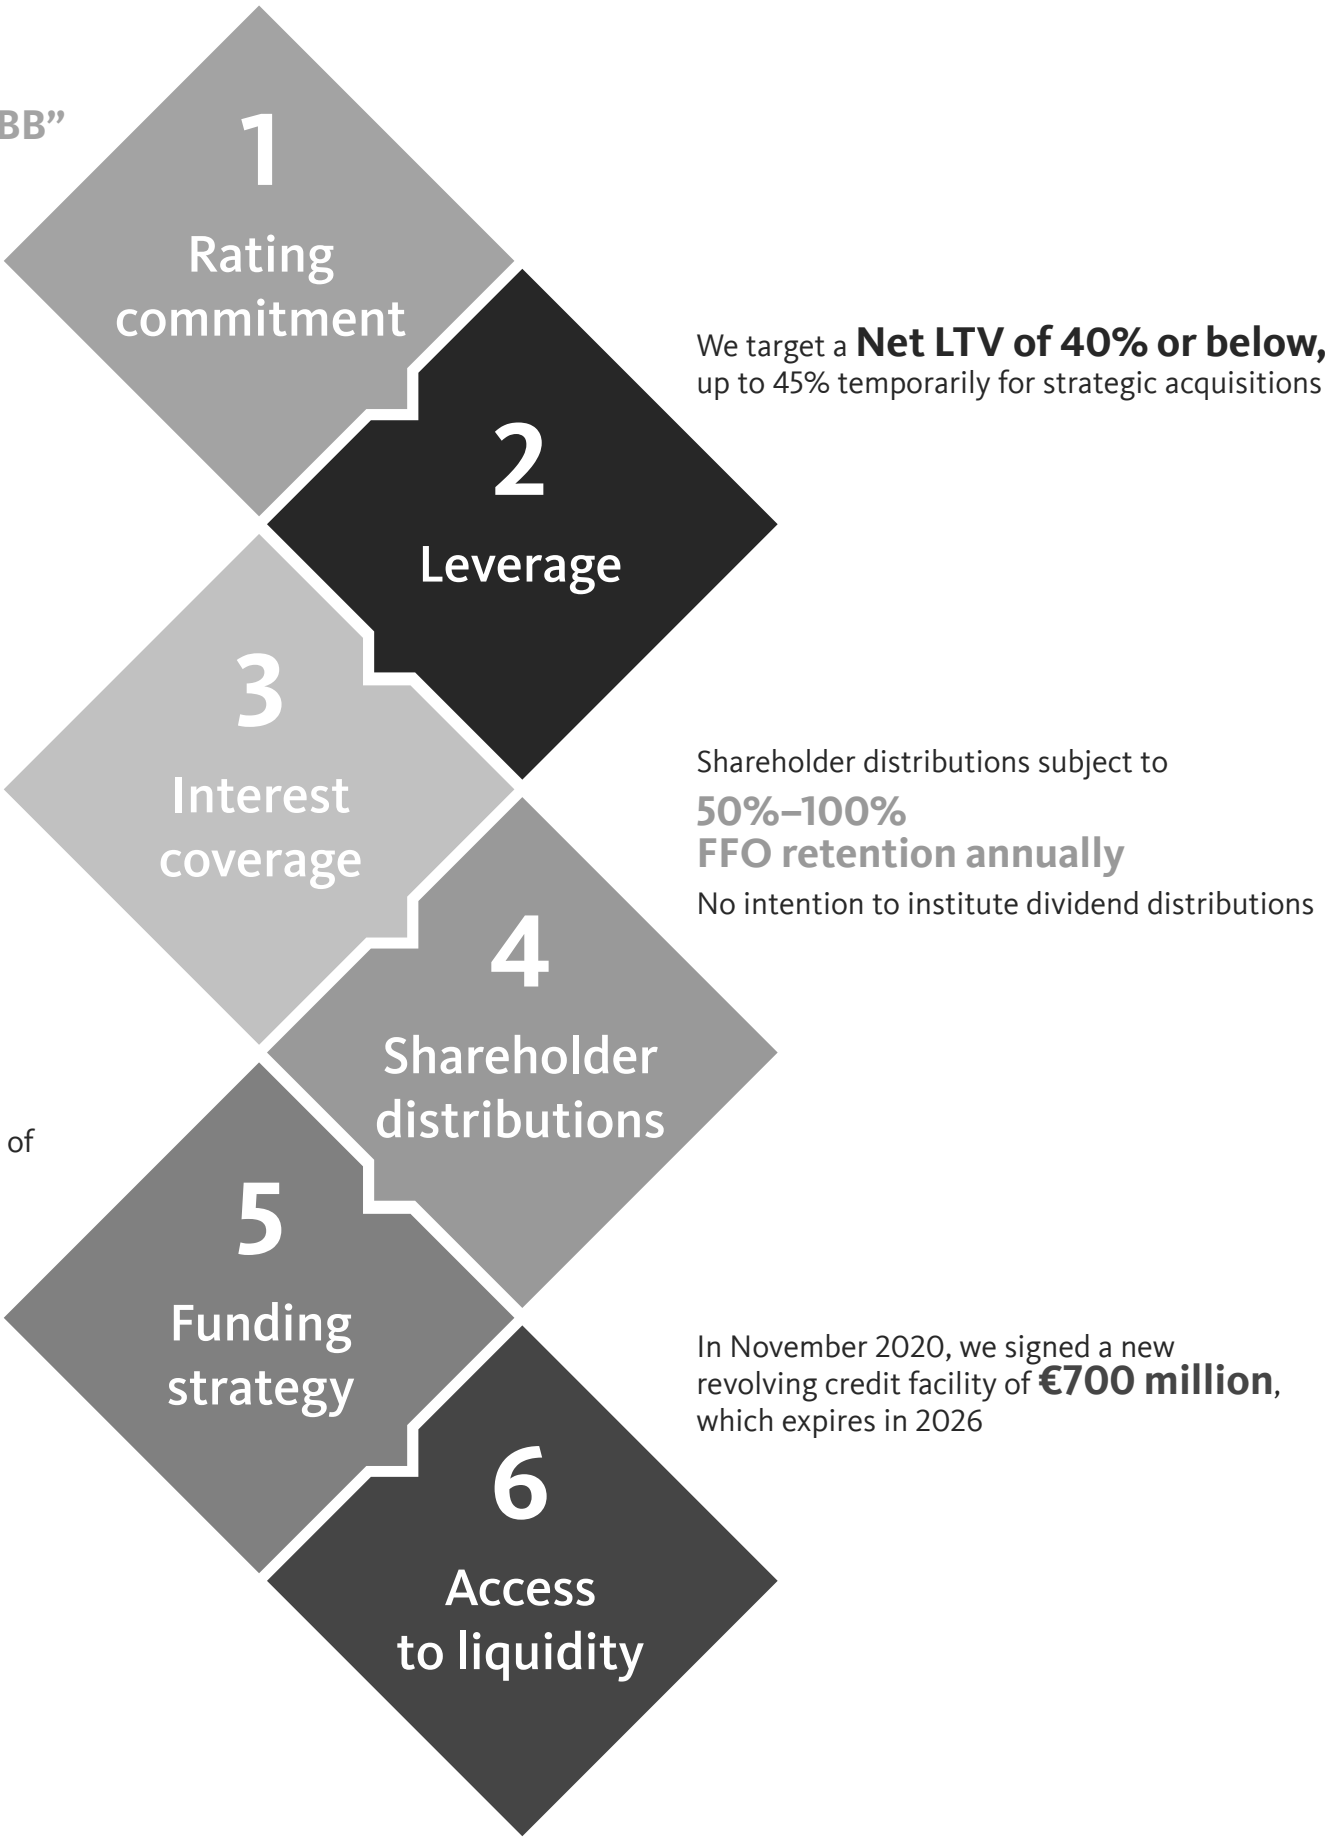 BB”
1
Rating
commitment
We target a Net LTV of 40% or below,
up to 45% temporarily for strategic acquisitions
2
Leverage
3
Interest
coverage
Shareholder distributions subject to
50%–100%
FFO retention annually
No intention to institute dividend distributions
4
Shareholder
distributions
of
5
Funding
strategy
In November 2020, we signed a new
revolving credit facility of €700 million,
which expires in 2026
6
Access
to liquidity